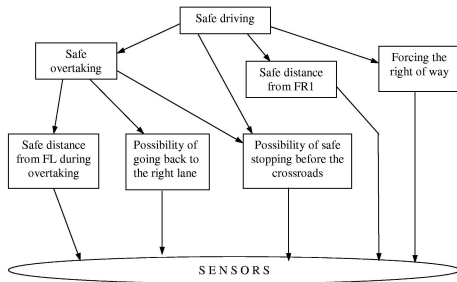 Safe driving
Safe
overtaking
Safe distance
from FR1
Forcing the
right of way
Safe distance
from FL during
overtaking
Possibility of
going back to
the right lane
Possibility of safe
stopping before the
crossroads
S E N S O R S